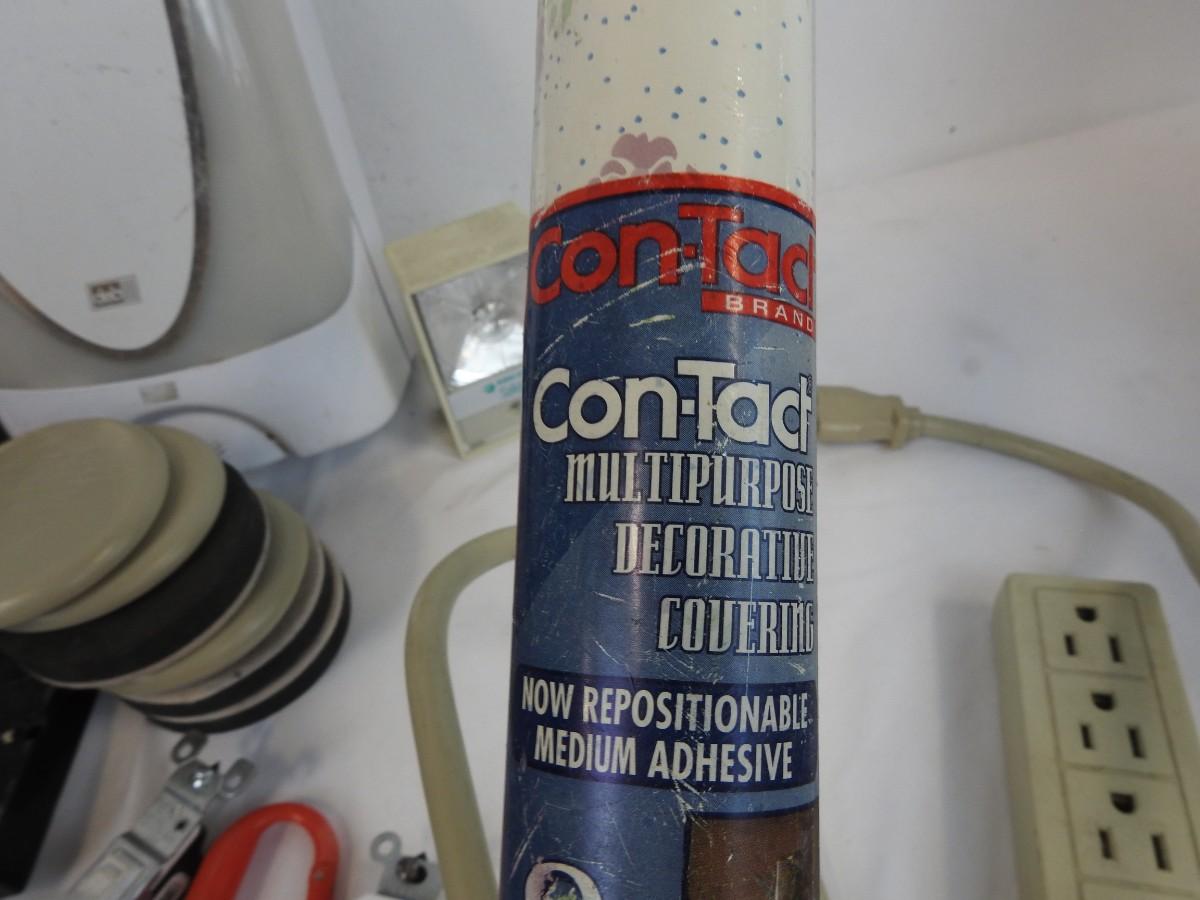 Con-Tact
BRAND
Con-Tact
MULTIPURPOSE
DECORATIVE
COVERING
NOW REPOSITIONABLE
MEDIUM ADHESIVE